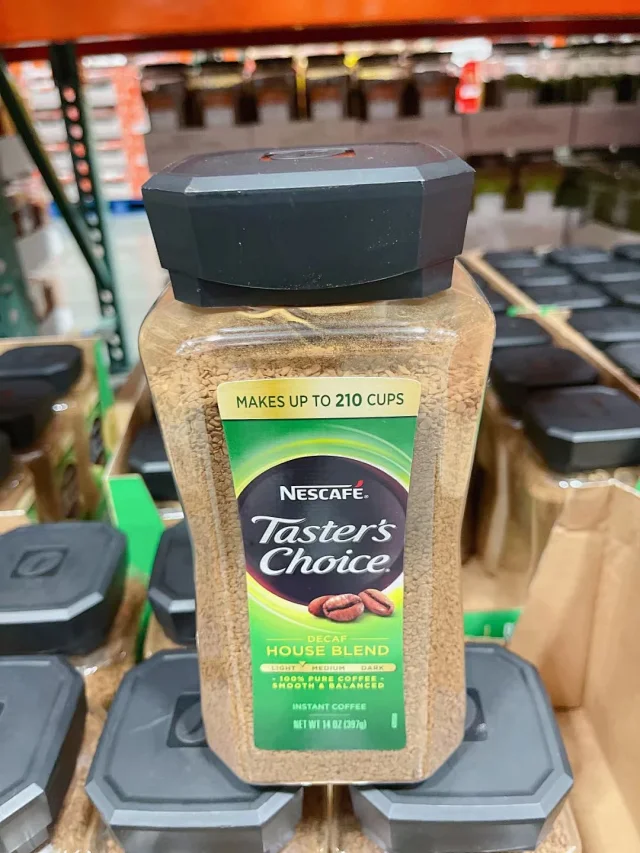 MAKES UP TO 210 CUPS
NESCAFÉ®
Taster's
Choice®
DECAF
HOUSE BLEND
LIGHT MEDIUM DARK
- 100% PURE COFFEE -
SMOOTH & BALANCED
INSTANT COFFEE
NET WT 14 OZ (397g)